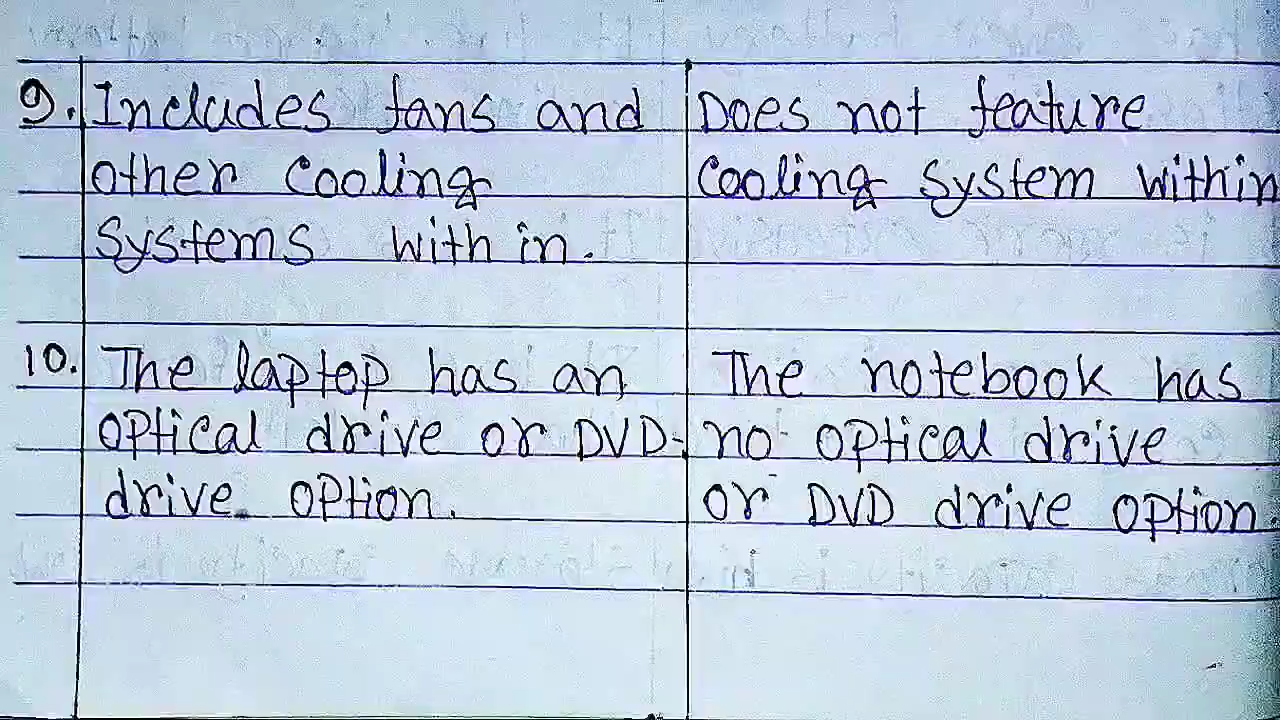 9. Includes fans and
other Cooling
Systems with in.
Does not feature
Cooling System within
10. The laptop has an
optical drive or DVD
drive option.
The notebook has
no optical drive
or DVD drive option.